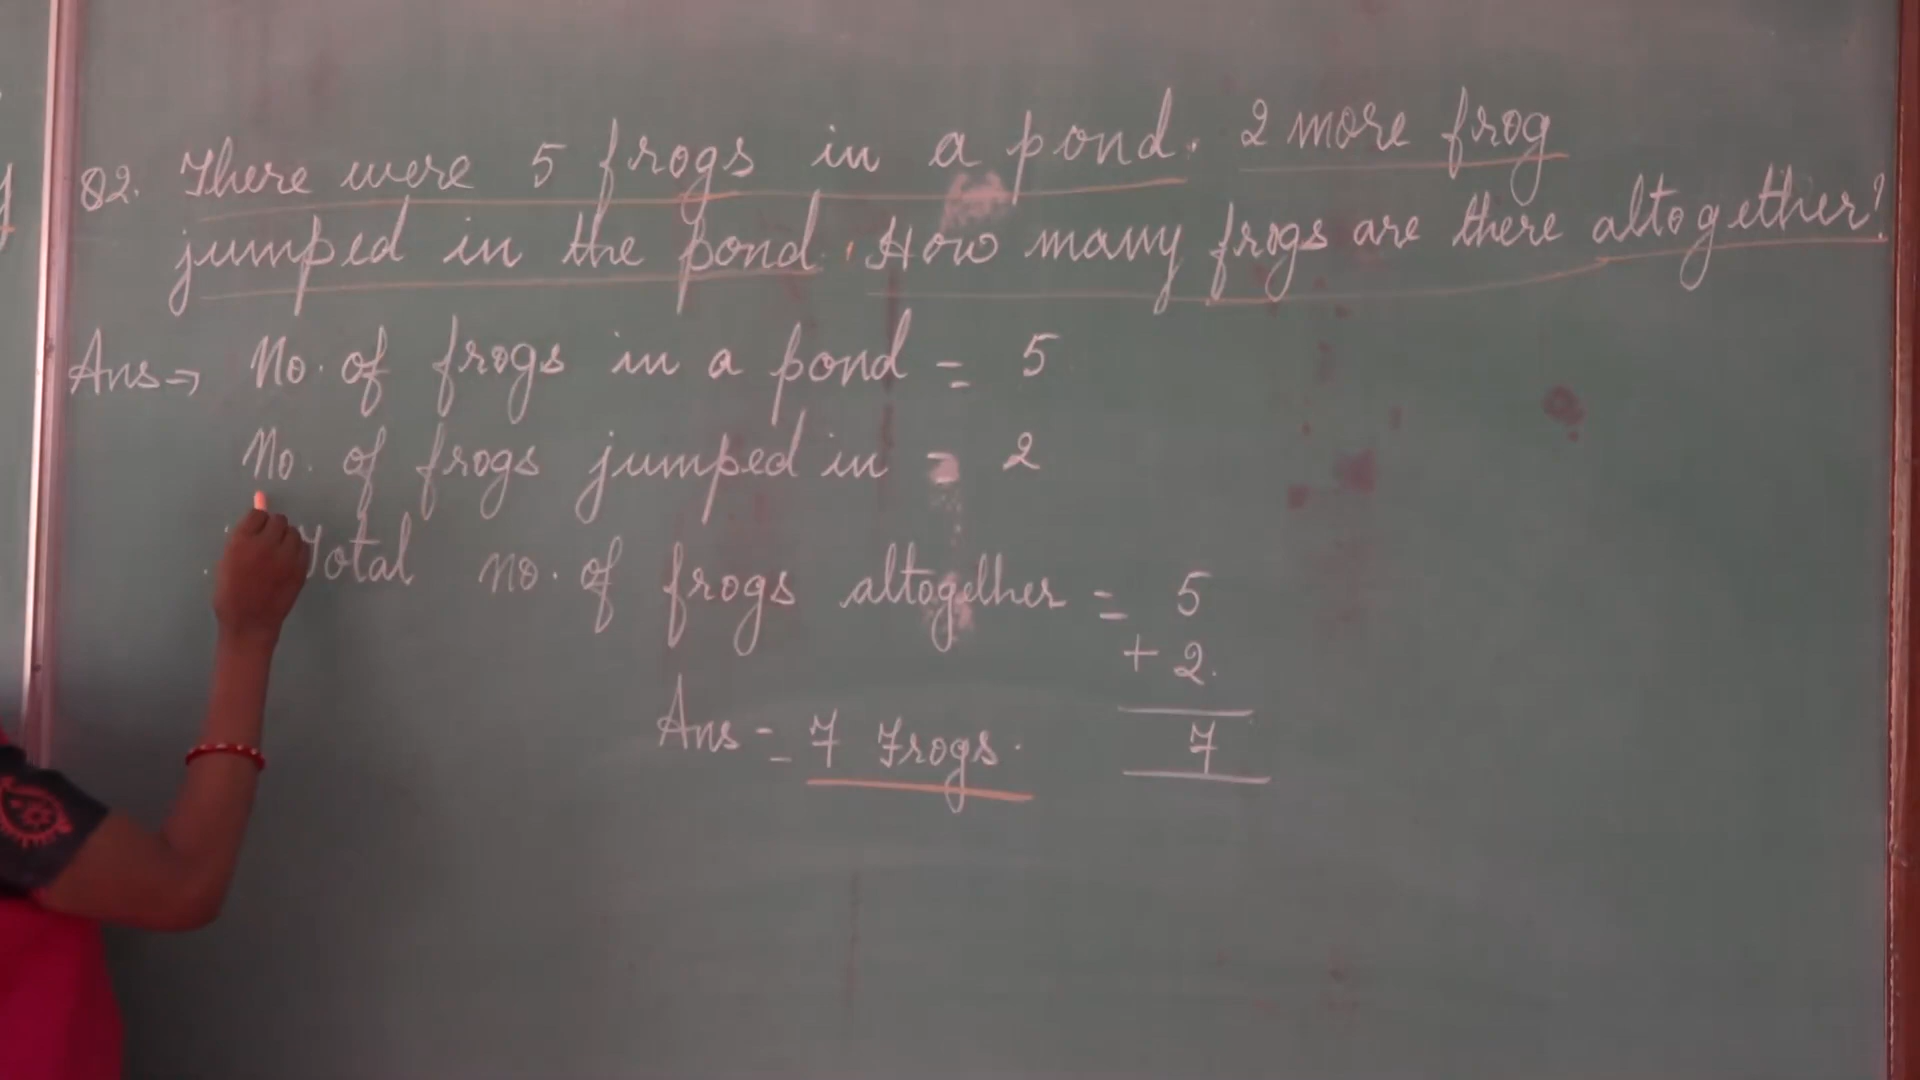 Q2. There were 5 frogs in a pond. 2 more frog
jumped in the pond. How many frogs are there altogether?
Ans→ No. of frogs in a pond = 5
No. of frogs jumped in = 2
Total no. of frogs altogether = 5
+ 2.
Ans = 7 Frogs. 7